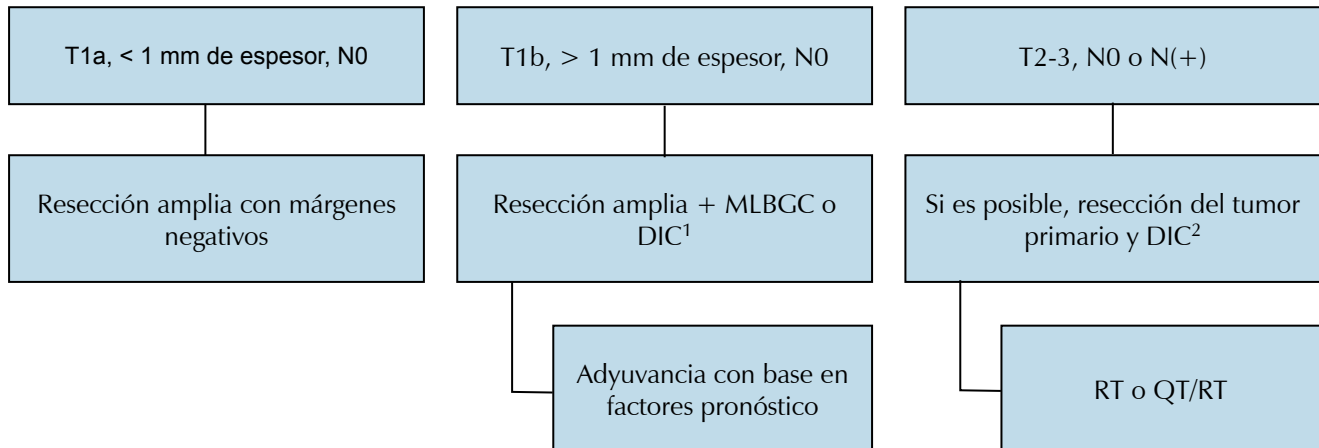 T1a, < 1 mm de espesor, N0
T1b, > 1 mm de espesor, N0
T2-3, N0 o N(+)
Resección amplia con márgenes
negativos
Resección amplia + MLBGC o
DIC¹
Si es posible, resección del tumor
primario y DIC²
Adyuvancia con base en
factores pronóstico
RT o QT/RT